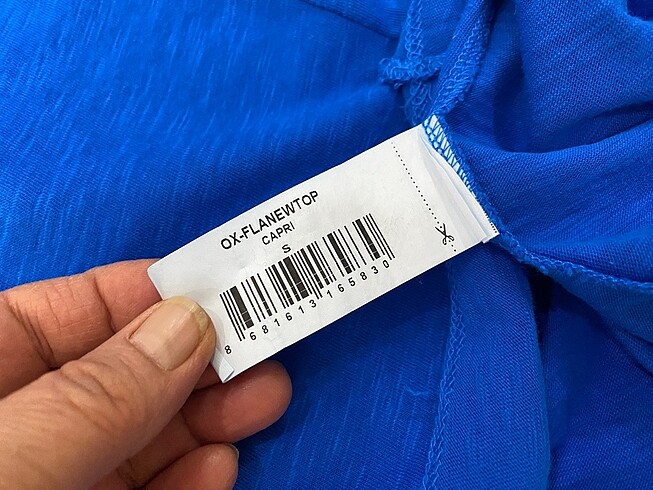 OX-FLANEWTOP
CAPRI
S
8 681613 165830